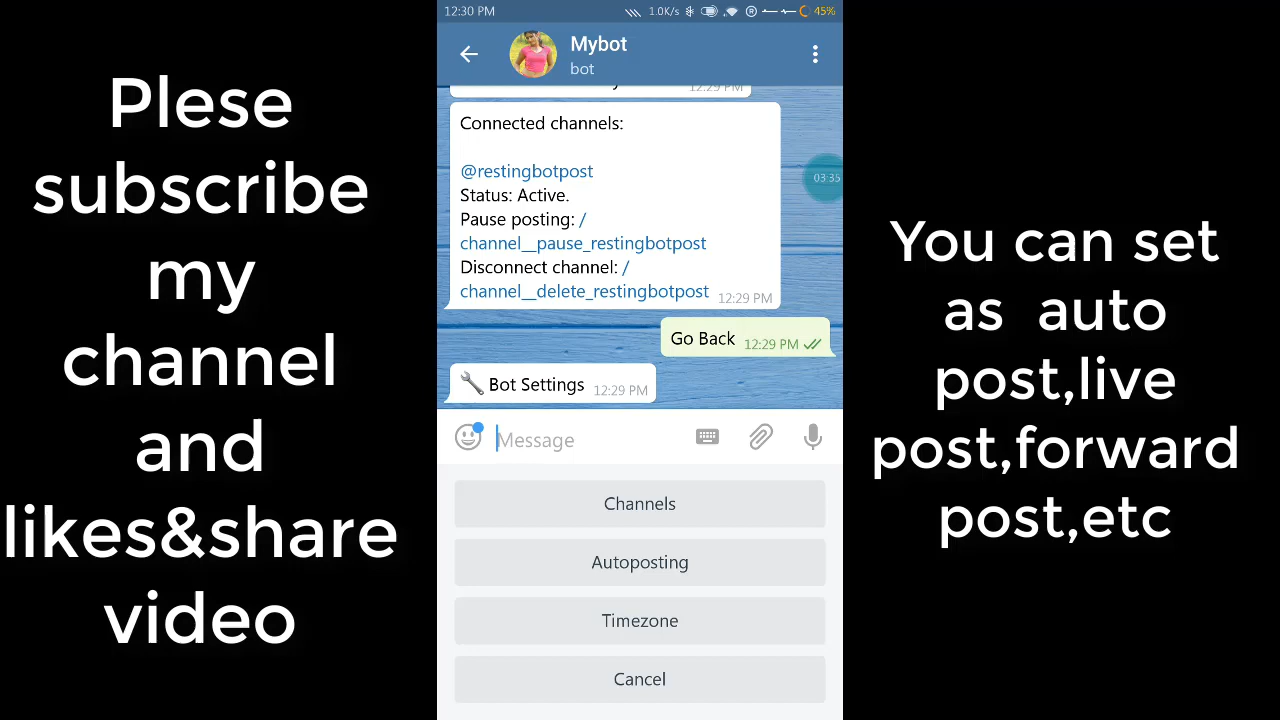 Plese
subscribe
my
channel
and
likes&share
video
12:30 PM
1.0K/s
45%
Mybot
bot
12:29 PM
Connected channels:
@restingbotpost
Status: Active.
Pause posting: /
channel__pause_restingbotpost
Disconnect channel: /
channel__delete_restingbotpost 12:29 PM
03:35
Go Back 12:29 PM
Bot Settings 12:29 PM
Message
Channels
Autoposting
Timezone
Cancel
You can set
as auto
post,live
post,forward
post,etc